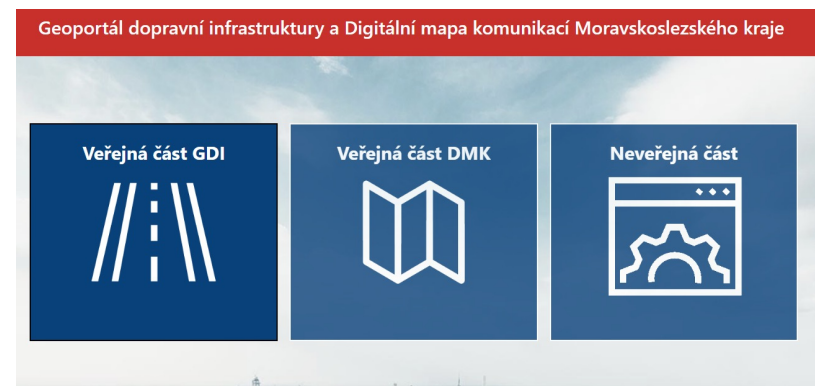 Geoportál dopravní infrastruktury a Digitální mapa komunikací Moravskoslezského kraje
Veřejná část GDI
Veřejná část DMK
Neveřejná část